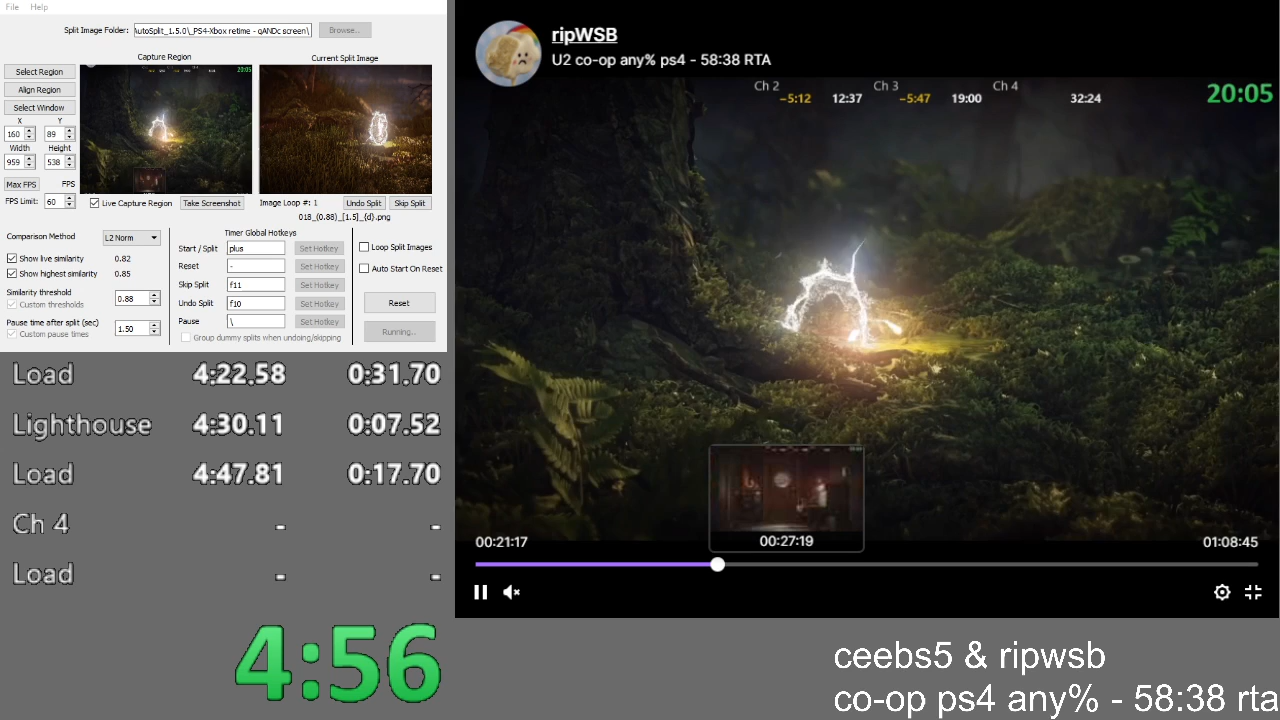 File Help
Split Image Folder: \utoSplit_1.5.0\_PS4-Xbox retime - qANDc screen\ Browse...
Capture Region Current Split Image
Select Region
Align Region
Select Window
X Y
160 89
Width Height
959 538
Max FPS FPS
FPS Limit: 60
Live Capture Region Take Screenshot Image Loop #: 1 Undo Split Skip Split
018_(0.88)_[1.5]_{d}.png
Comparison Method L2 Norm
Show live similarity 0.82
Show highest similarity 0.85
Similarity threshold
Custom thresholds 0.88
Pause time after split (sec)
Custom pause times 1.50
Timer Global Hotkeys
Start / Split plus Set Hotkey
Reset - Set Hotkey
Skip Split f11 Set Hotkey
Undo Split f10 Set Hotkey
Pause \ Set Hotkey
Group dummy splits when undoing/skipping
Loop Split Images
Auto Start On Reset
Reset
Running...
Load 4:22.58 0:31.70
Lighthouse 4:30.11 0:07.52
Load 4:47.81 0:17.70
Ch 4 - -
Load - -
4:56
ripWSB
U2 co-op any% ps4 - 58:38 RTA
Ch 2 −5:12 12:37 Ch 3 −5:47 19:00 Ch 4 32:24 20:05
00:27:19
00:21:17 01:08:45
ceebs5 & ripwsb
co-op ps4 any% - 58:38 rta